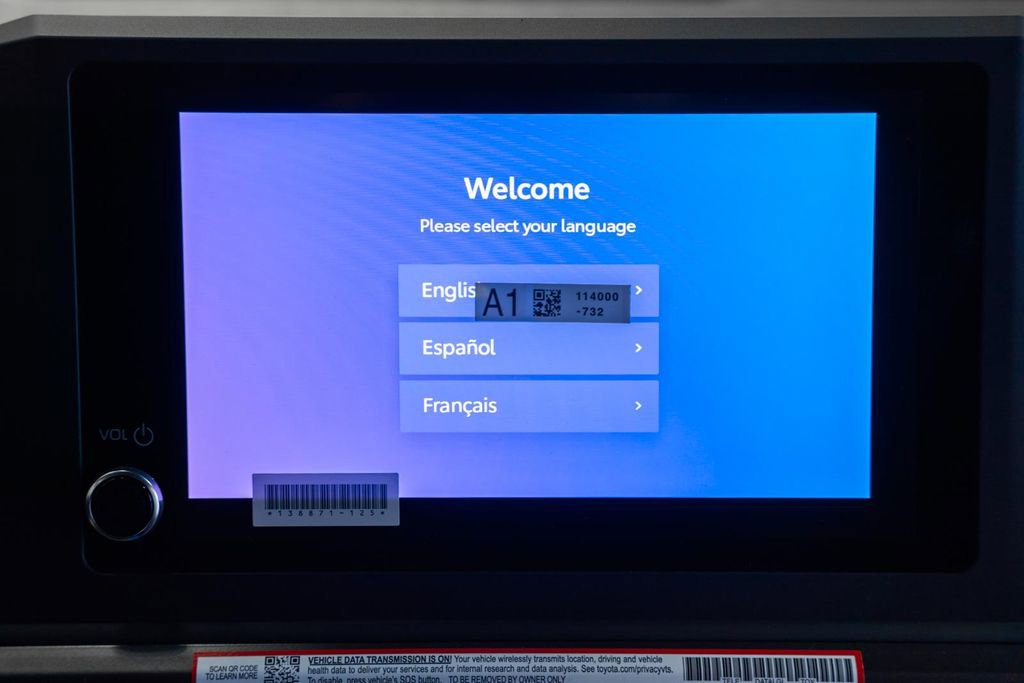 Welcome
Please select your language
Englis
A1
114000
-732
Español
Français
VOL
*138871-125*
SCAN QR CODE
TO LEARN MORE
VEHICLE DATA TRANSMISSION IS ON! Your vehicle wirelessly transmits location, driving and vehicle
health data to deliver your services and for internal research and data analysis. See toyota.com/privacyvts.
To disable, press vehicle's SOS button. TO BE REMOVED BY OWNER ONLY